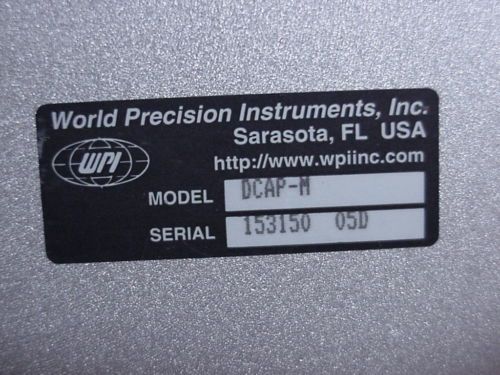 World Precision Instruments, Inc.
Sarasota, FL USA
WPI
http://www.wpiinc.com
MODEL DCAP-M
SERIAL 153150 05D